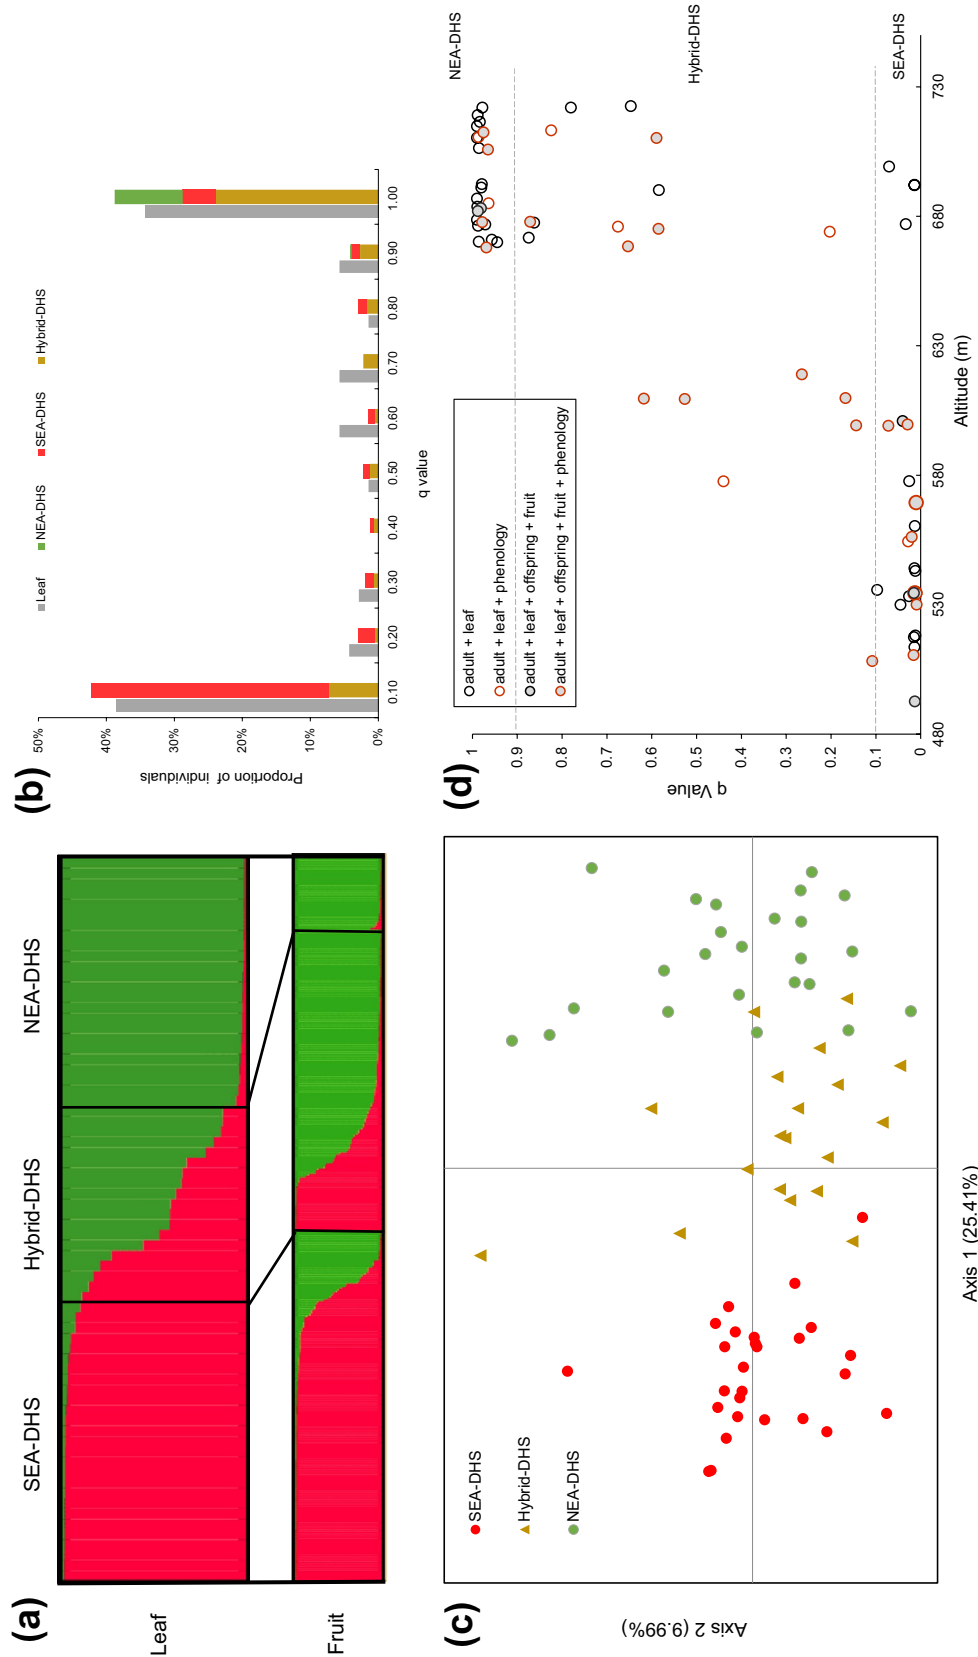 (a)
SEA-DHS Hybrid-DHS NEA-DHS
Leaf
Fruit
(b)
Leaf NEA-DHS SEA-DHS Hybrid-DHS
Proportion of individuals
50%
40%
30%
20%
10%
0%
0.10 0.20 0.30 0.40 0.50 0.60 0.70 0.80 0.90 1.00
q value
(c)
SEA-DHS
Hybrid-DHS
NEA-DHS
Axis 2 (9.99%)
Axis 1 (25.41%)
(d)
NEA-DHS
Hybrid-DHS
SEA-DHS
adult + leaf
adult + leaf + phenology
adult + leaf + offspring + fruit
adult + leaf + offspring + fruit + phenology
q Value
1
0.9
0.8
0.7
0.6
0.5
0.4
0.3
0.2
0.1
0
480 530 580 630 680 730
Altitude (m)